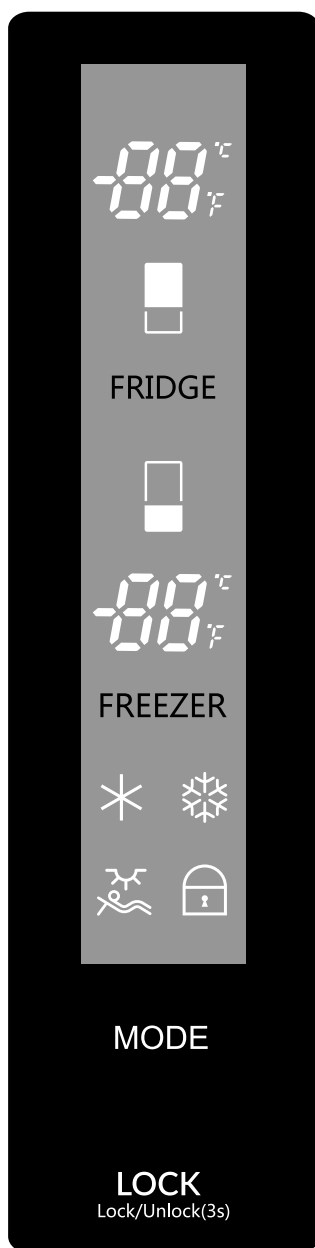 -88 °C
°F
FRIDGE
-88 °C
°F
FREEZER
MODE
LOCK
Lock/Unlock(3s)